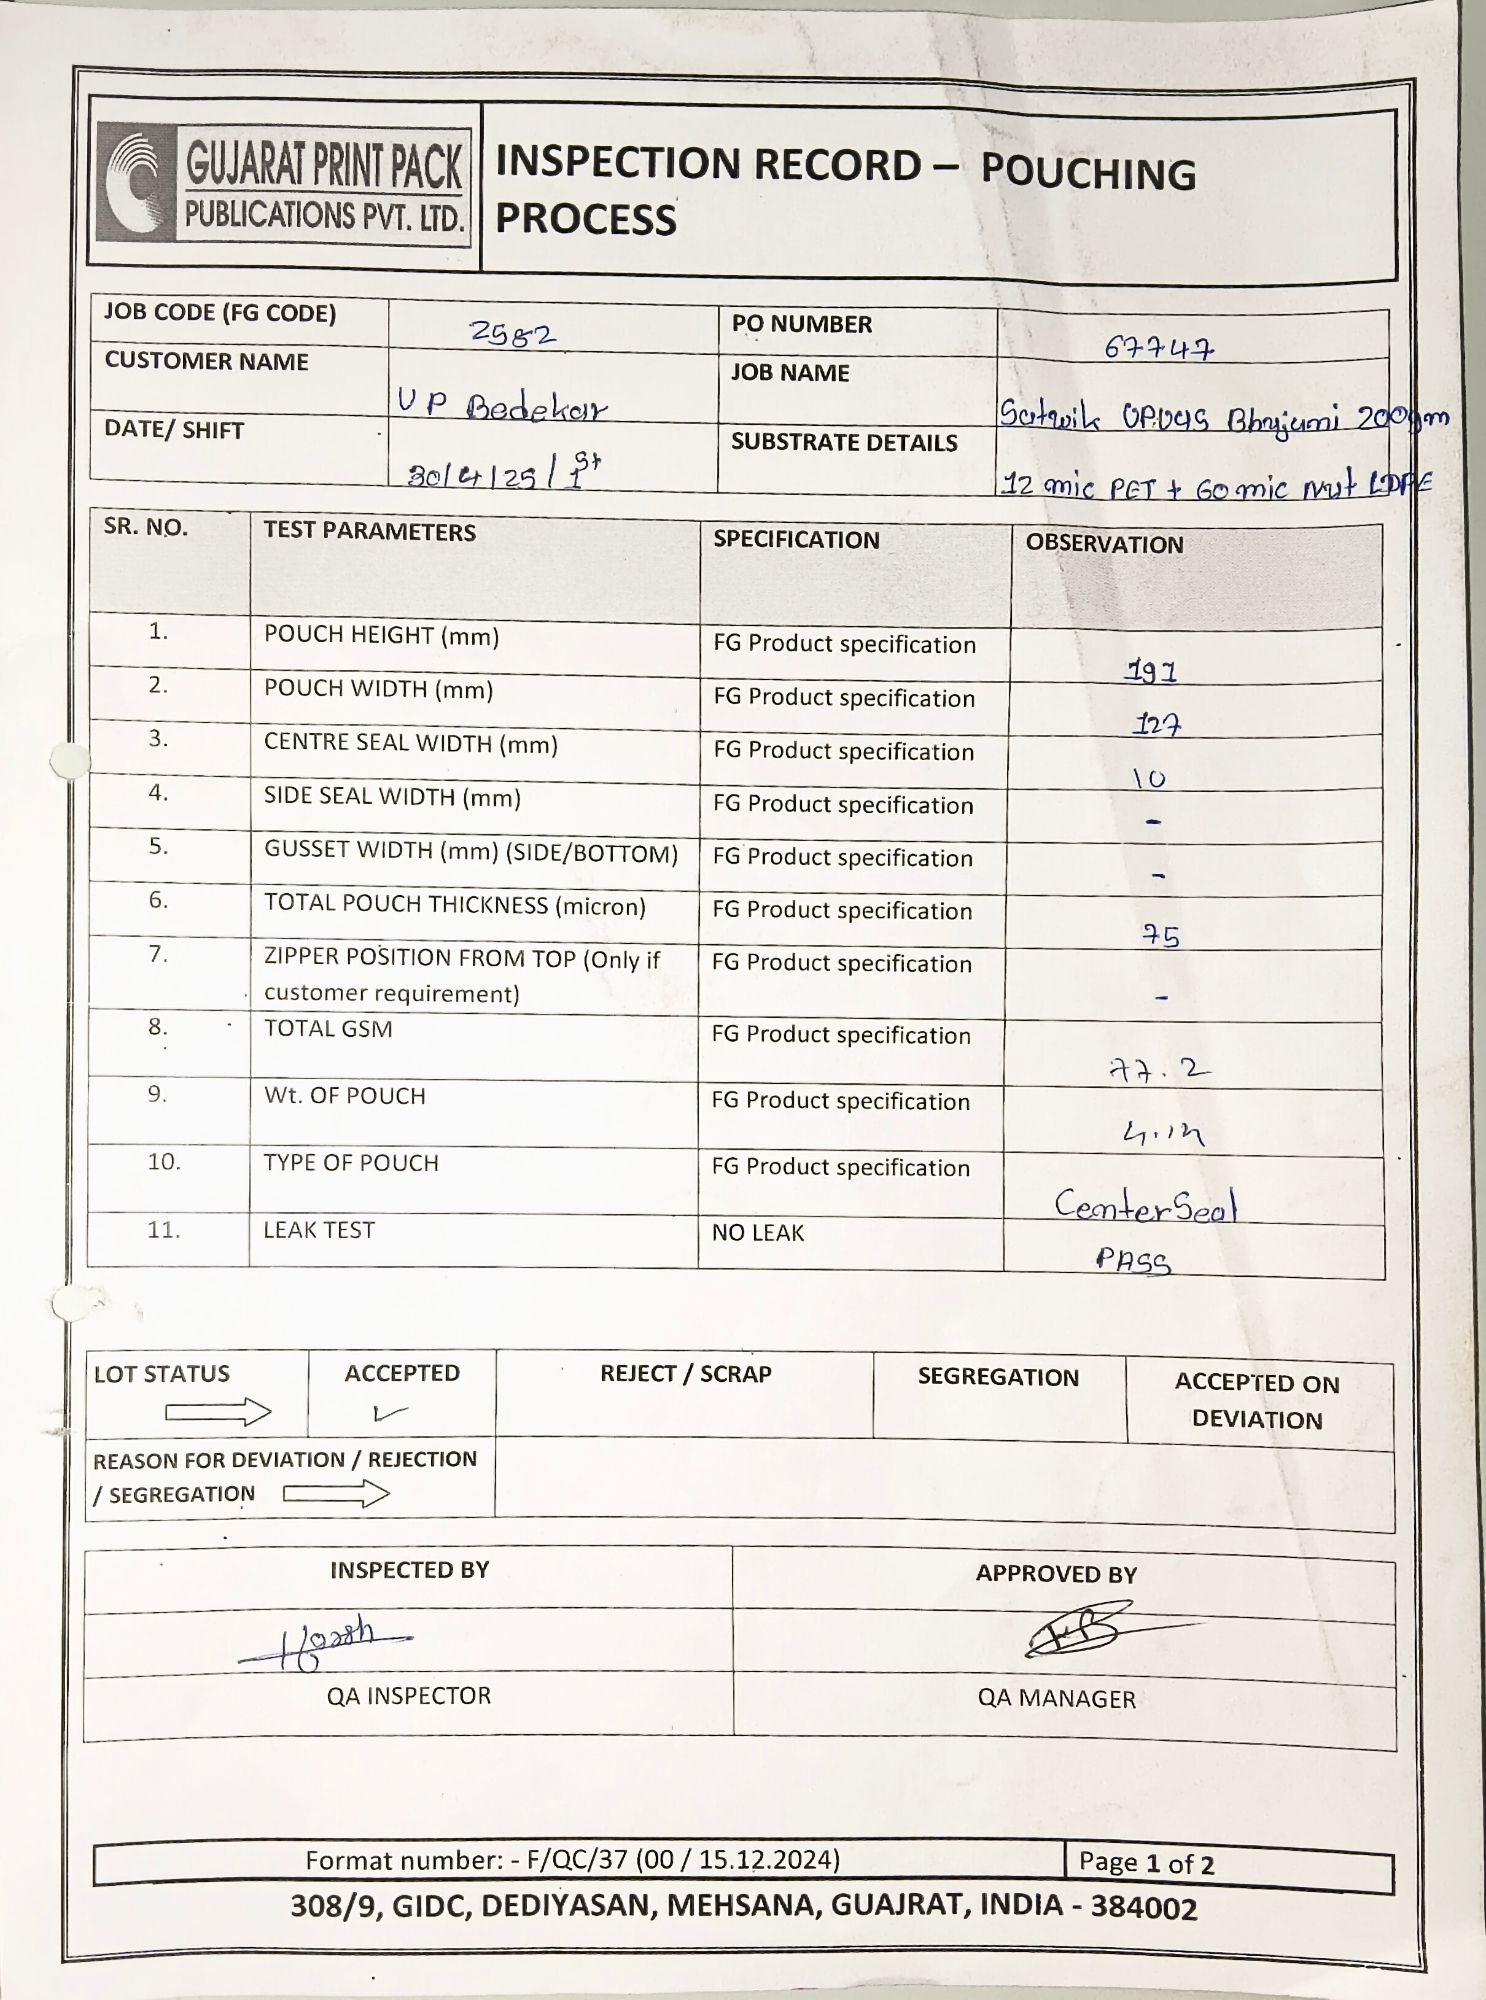 GUJARAT PRINT PACK
PUBLICATIONS PVT. LTD.
INSPECTION RECORD – POUCHING
PROCESS
JOB CODE (FG CODE) 2582 PO NUMBER 67747
CUSTOMER NAME UP Bedekar JOB NAME Satwik Bhajani 200gm
DATE/ SHIFT 30/4/25/1st SUBSTRATE DETAILS 12 mic PET + 60 mic Nat LDPE
SR. NO. TEST PARAMETERS SPECIFICATION OBSERVATION
1. POUCH HEIGHT (mm) FG Product specification 191
2. POUCH WIDTH (mm) FG Product specification 127
3. CENTRE SEAL WIDTH (mm) FG Product specification 10
4. SIDE SEAL WIDTH (mm) FG Product specification -
5. GUSSET WIDTH (mm) (SIDE/BOTTOM) FG Product specification -
6. TOTAL POUCH THICKNESS (micron) FG Product specification 75
7. ZIPPER POSITION FROM TOP (Only if FG Product specification -
customer requirement)
8. TOTAL GSM FG Product specification 77.2
9. Wt. OF POUCH FG Product specification
10. TYPE OF POUCH FG Product specification Center Seal
11. LEAK TEST NO LEAK PASS
LOT STATUS ACCEPTED REJECT / SCRAP SEGREGATION ACCEPTED ON
DEVIATION
REASON FOR DEVIATION / REJECTION
/ SEGREGATION
INSPECTED BY APPROVED BY
Harsh
QA INSPECTOR QA MANAGER
Format number: - F/QC/37 (00 / 15.12.2024) Page 1 of 2
308/9, GIDC, DEDIYASAN, MEHSANA, GUAJRAT, INDIA - 384002